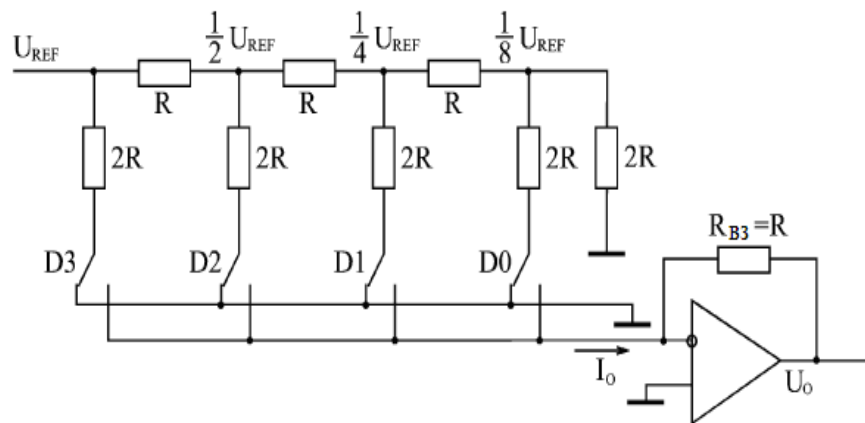 U_REF 1/2 U_REF 1/4 U_REF 1/8 U_REF
R R R
2R 2R 2R 2R 2R
R_B3 =R
D3 D2 D1 D0
I_O
U_O